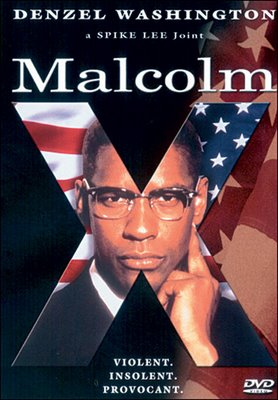 DENZEL WASHINGTON
a SPIKE LEE Joint
Malcolm
X
VIOLENT.
INSOLENT.
PROVOCANT.
DVD
VIDEO